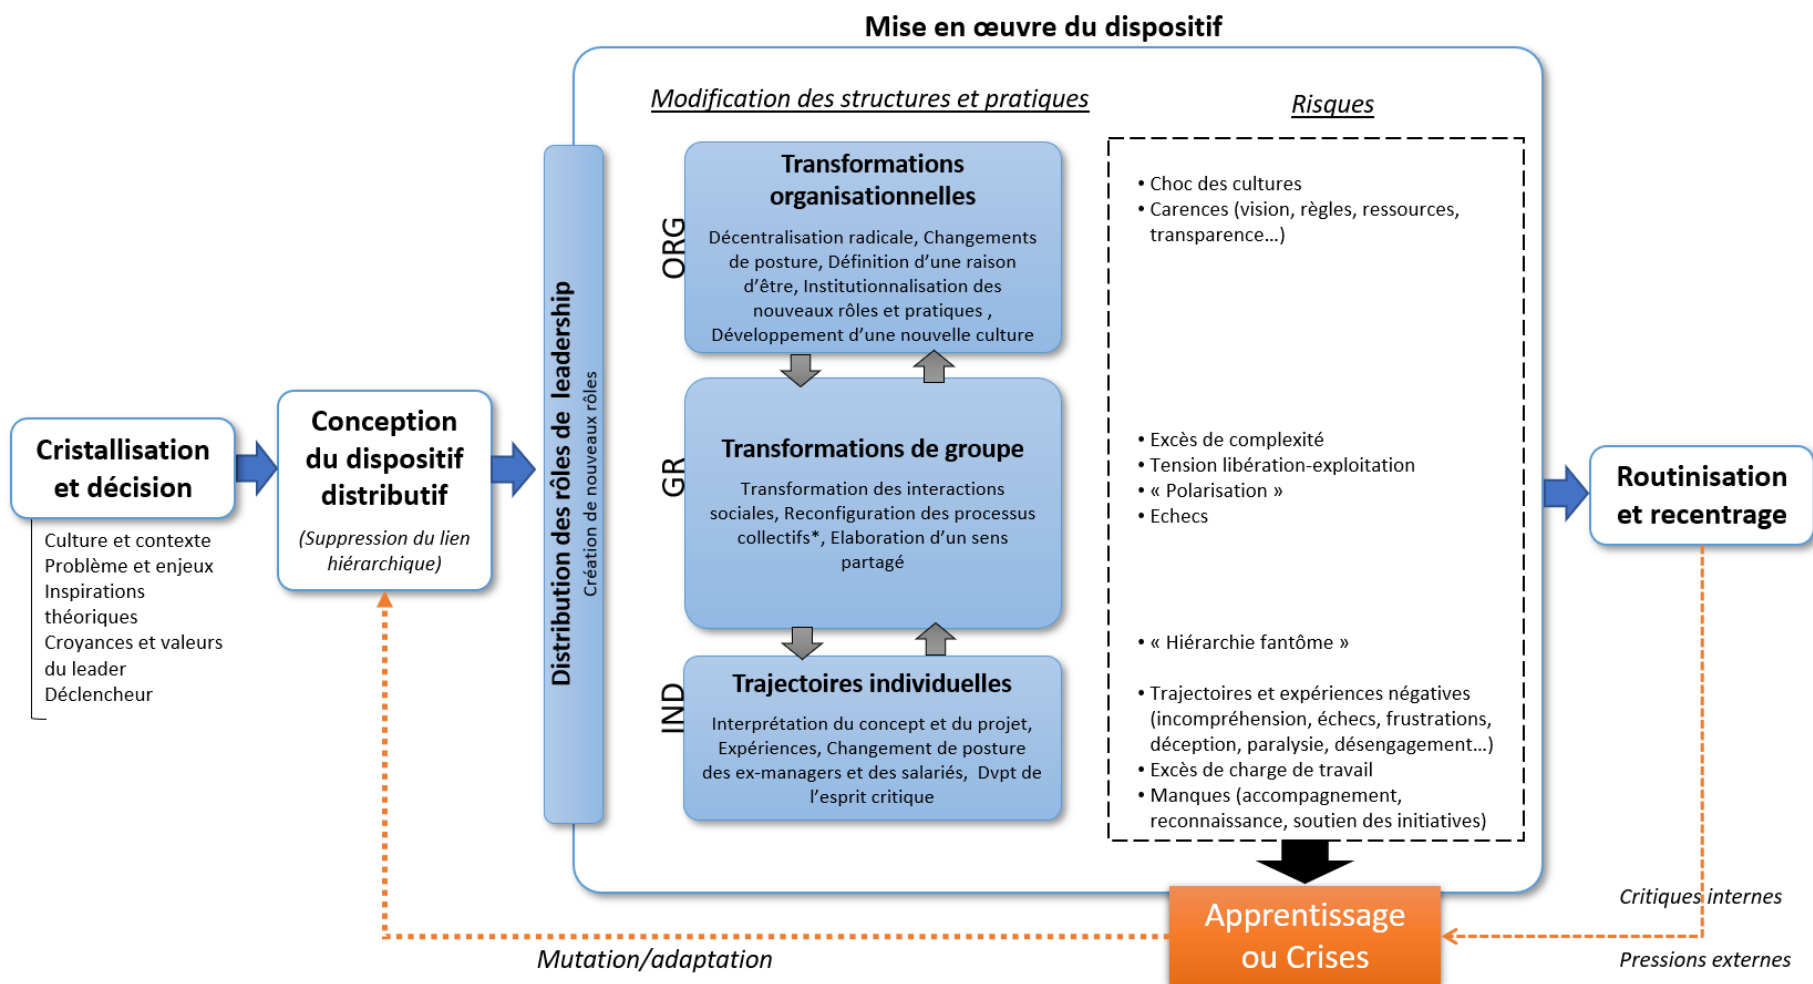 Mise en œuvre du dispositif
Cristallisation
et décision
Culture et contexte
Problème et enjeux
Inspirations
théoriques
Croyances et valeurs
du leader
Déclencheur
Conception
du dispositif
distributif
(Suppression du lien
hiérarchique)
Distribution des rôles de leadership
Création de nouveaux rôles
Modification des structures et pratiques
ORG
Transformations
organisationnelles
Décentralisation radicale, Changements
de posture, Définition d’une raison
d’être, Institutionnalisation des
nouveaux rôles et pratiques ,
Développement d’une nouvelle culture
GR
Transformations de groupe
Transformation des interactions
sociales, Reconfiguration des processus
collectifs*, Elaboration d’un sens
partagé
IND
Trajectoires individuelles
Interprétation du concept et du projet,
Expériences, Changement de posture
des ex-managers et des salariés, Dvpt de
l’esprit critique
Risques
• Choc des cultures
• Carences (vision, règles, ressources,
transparence…)
• Excès de complexité
• Tension libération-exploitation
• « Polarisation »
• Echecs
• « Hiérarchie fantôme »
• Trajectoires et expériences négatives
(incompréhension, échecs, frustrations,
déception, paralysie, désengagement…)
• Excès de charge de travail
• Manques (accompagnement,
reconnaissance, soutien des initiatives)
Routinisation
et recentrage
Critiques internes
Pressions externes
Apprentissage
ou Crises
Mutation/adaptation